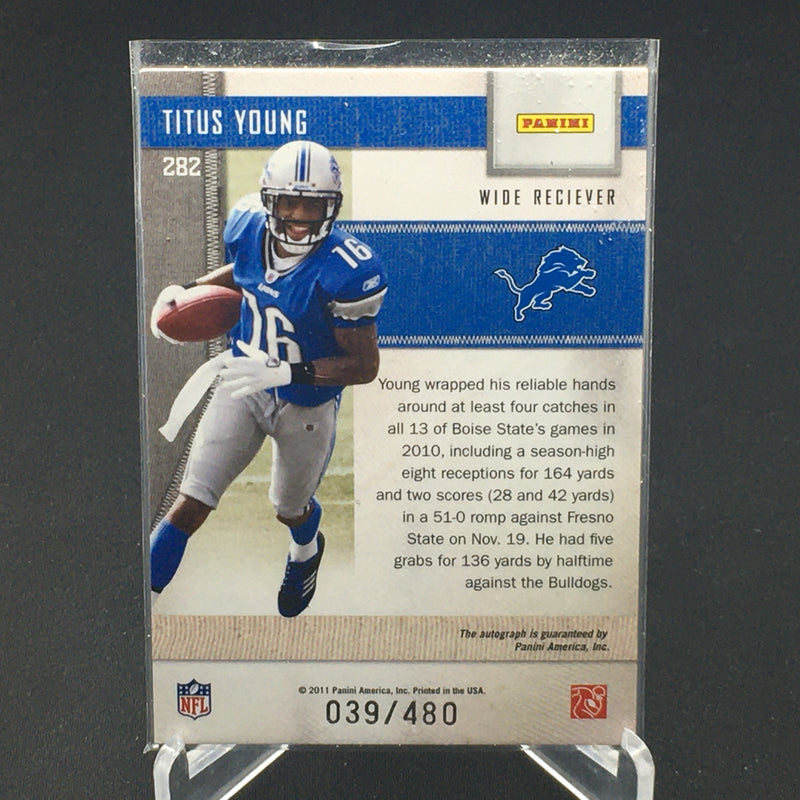 TITUS YOUNG
PANINI
282
WIDE RECIEVER
16
16
Young wrapped his reliable hands
around at least four catches in
all 13 of Boise State's games in
2010, including a season-high
eight receptions for 164 yards
and two scores (28 and 42 yards)
in a 51-0 romp against Fresno
State on Nov. 19. He had five
grabs for 136 yards by halftime
against the Bulldogs.
The autograph is guaranteed by
Panini America, Inc.
NFL
© 2011 Panini America, Inc. Printed in the USA.
039/480